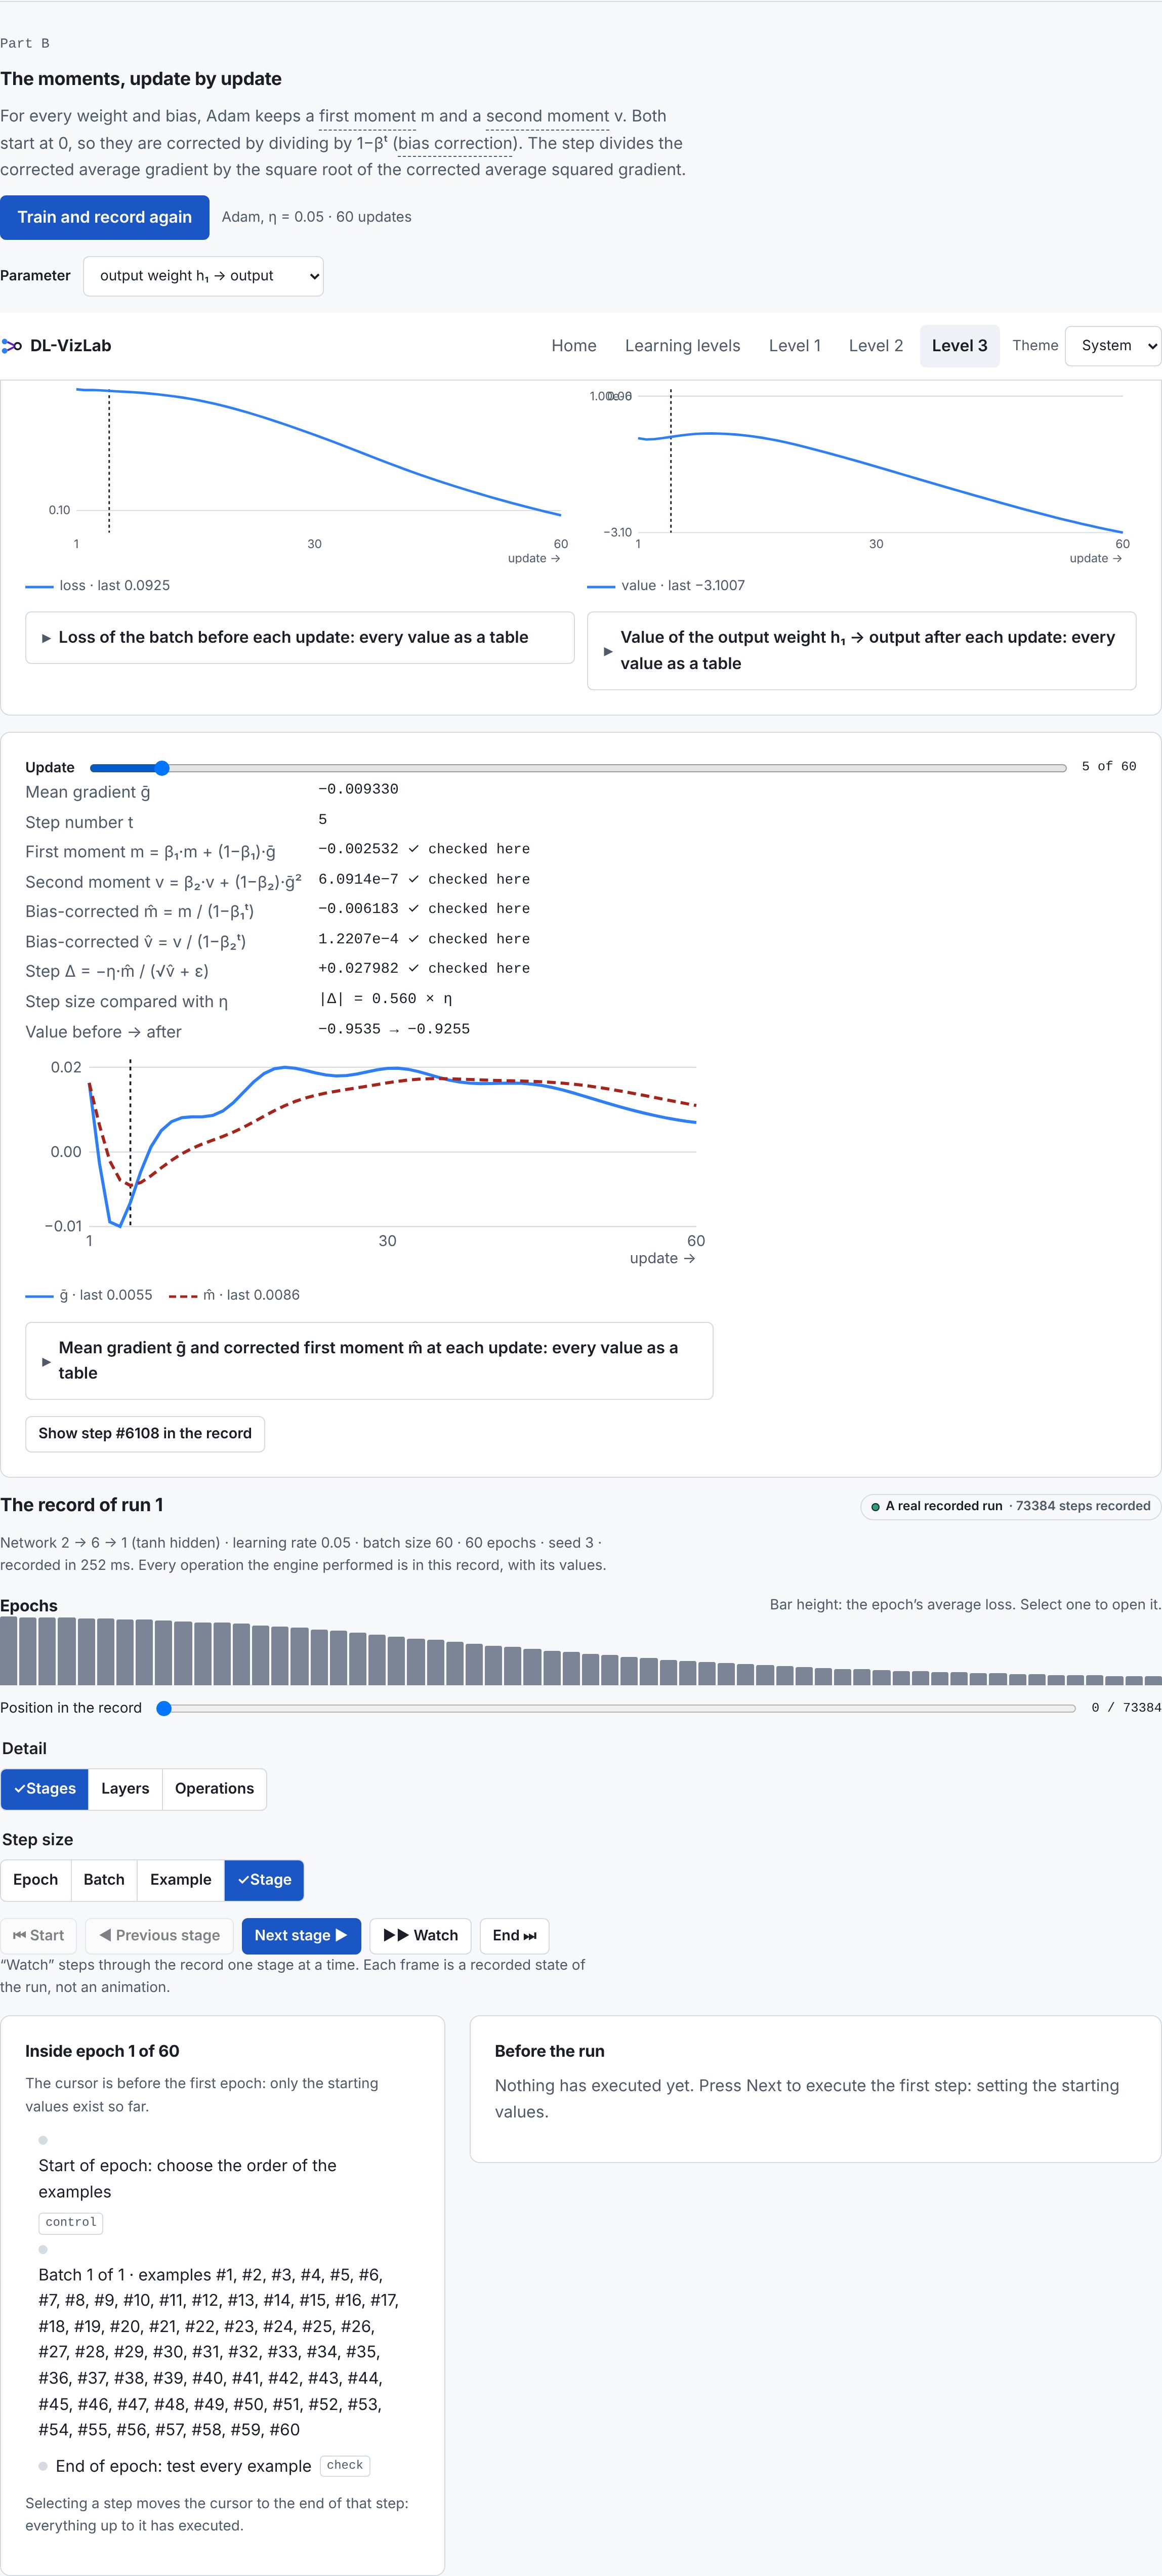 Part B
The moments, update by update
For every weight and bias, Adam keeps a first moment m and a second moment v. Both
start at 0, so they are corrected by dividing by 1−βᵗ (bias correction). The step divides the
corrected average gradient by the square root of the corrected average squared gradient.
Train and record again
Adam, η = 0.05 · 60 updates
Parameter
output weight h₁ → output
DL-VizLab
Home
Learning levels
Level 1
Level 2
Level 3
Theme
System
0.10
1
30
60
update →
−3.10
1
30
60
update →
loss · last 0.0925
value · last −3.1007
▶ Loss of the batch before each update: every value as a table
▶ Value of the output weight h₁ → output after each update: every
value as a table
Update
5 of 60
Mean gradient ḡ
−0.009330
Step number t
5
First moment m = β₁·m + (1−β₁)·ḡ
−0.002532 ✓ checked here
Second moment v = β₂·v + (1−β₂)·ḡ²
6.0914e−7 ✓ checked here
Bias-corrected m̂ = m / (1−β₁ᵗ)
−0.006183 ✓ checked here
Bias-corrected v̂ = v / (1−β₂ᵗ)
1.2207e−4 ✓ checked here
Step Δ = −η·m̂ / (√v̂ + ε)
+0.027982 ✓ checked here
Step size compared with η
|Δ| = 0.560 × η
Value before → after
−0.9535 → −0.9255
0.02
0.00
−0.01
1
30
60
update →
ḡ · last 0.0055
m̂ · last 0.0086
▶ Mean gradient ḡ and corrected first moment m̂ at each update: every value as a
table
Show step #6108 in the record
The record of run 1
A real recorded run · 73384 steps recorded
Network 2 → 6 → 1 (tanh hidden) · learning rate 0.05 · batch size 60 · 60 epochs · seed 3 ·
recorded in 252 ms. Every operation the engine performed is in this record, with its values.
Epochs
Bar height: the epoch’s average loss. Select one to open it.
Position in the record
0 / 73384
Detail
✓Stages
Layers
Operations
Step size
Epoch
Batch
Example
✓Stage
⏮ Start
◀ Previous stage
Next stage ▶
▶▶ Watch
End ⏭
“Watch” steps through the record one stage at a time. Each frame is a recorded state of
the run, not an animation.
Inside epoch 1 of 60
The cursor is before the first epoch: only the starting
values exist so far.
Start of epoch: choose the order of the
examples
control
Batch 1 of 1 · examples #1, #2, #3, #4, #5, #6,
#7, #8, #9, #10, #11, #12, #13, #14, #15, #16, #17,
#18, #19, #20, #21, #22, #23, #24, #25, #26,
#27, #28, #29, #30, #31, #32, #33, #34, #35,
#36, #37, #38, #39, #40, #41, #42, #43, #44,
#45, #46, #47, #48, #49, #50, #51, #52, #53,
#54, #55, #56, #57, #58, #59, #60
End of epoch: test every example
check
Selecting a step moves the cursor to the end of that step:
everything up to it has executed.
Before the run
Nothing has executed yet. Press Next to execute the first step: setting the starting
values.